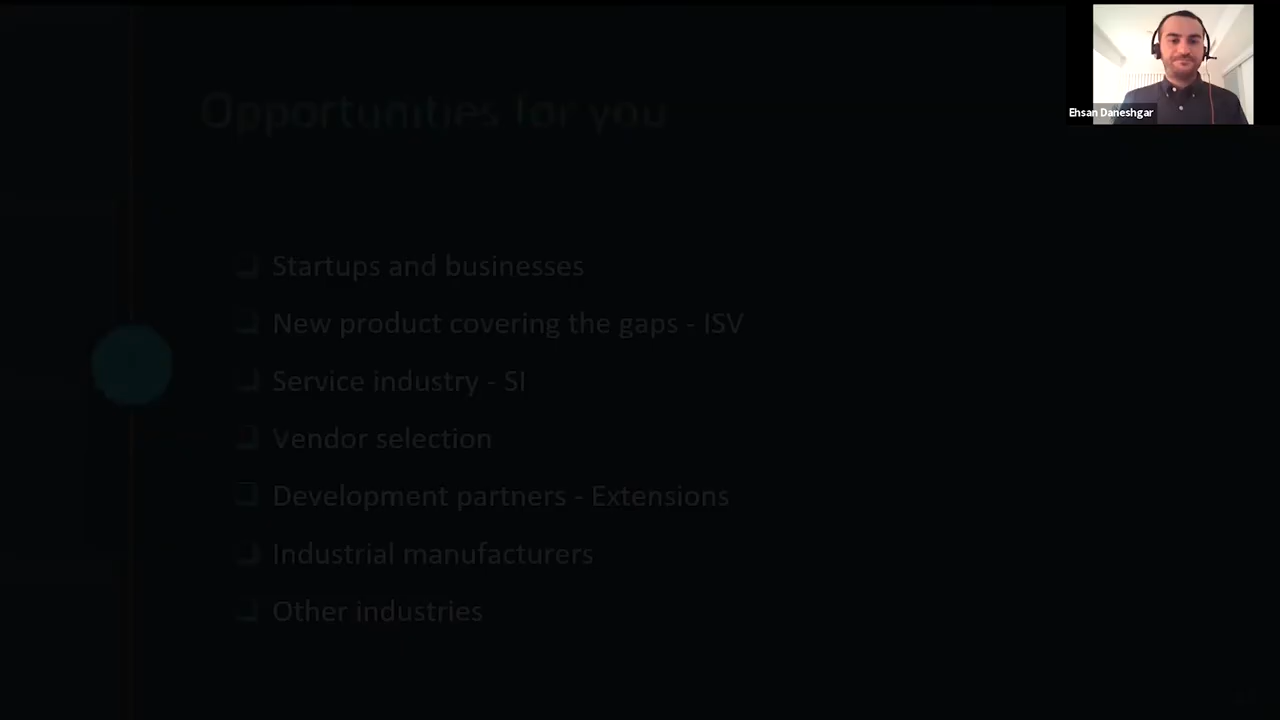 Opportunities for you
Ehsan Daneshgar
Startups and businesses
New product covering the gaps - ISV
Service industry - SI
Vendor selection
Development partners - Extensions
Industrial manufacturers
Other industries